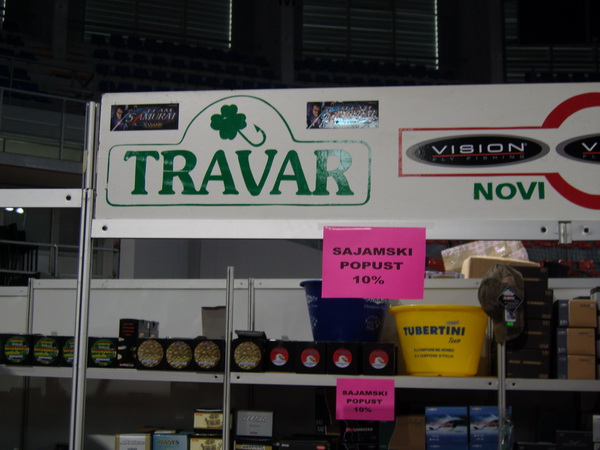 TEAM
SAMURAI
TRAVAR
VISION
FLY FISHING
V
NOVI
SAJAMSKI
POPUST
10%
TUBERTINI
SAJAMSKI
POPUST
10%